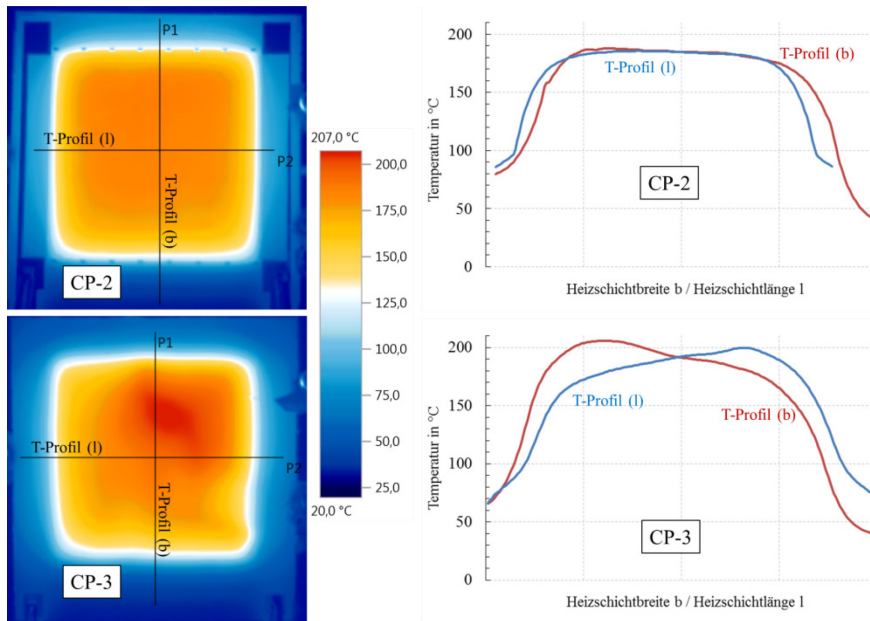 P1
T-Profil (l)
P2
T-Profil (b)
CP-2
207,0 °C
200,0
175,0
150,0
125,0
100,0
75,0
50,0
25,0
20,0 °C
P1
T-Profil (l)
P2
T-Profil (b)
CP-3
Temperatur in °C
200
150
100
50
0
T-Profil (b)
T-Profil (l)
CP-2
Heizschichtbreite b / Heizschichtlänge l
Temperatur in °C
200
150
100
50
0
T-Profil (l)
T-Profil (b)
CP-3
Heizschichtbreite b / Heizschichtlänge l